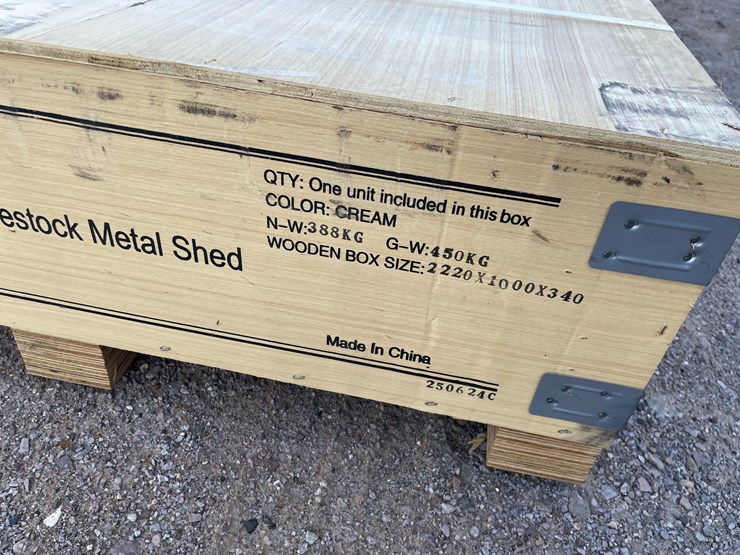 estock Metal Shed
QTY: One unit included in this box
COLOR: CREAM
N-W:388KG G-W:450KG
WOODEN BOX SIZE:2220X1000X340
Made In China
250624C